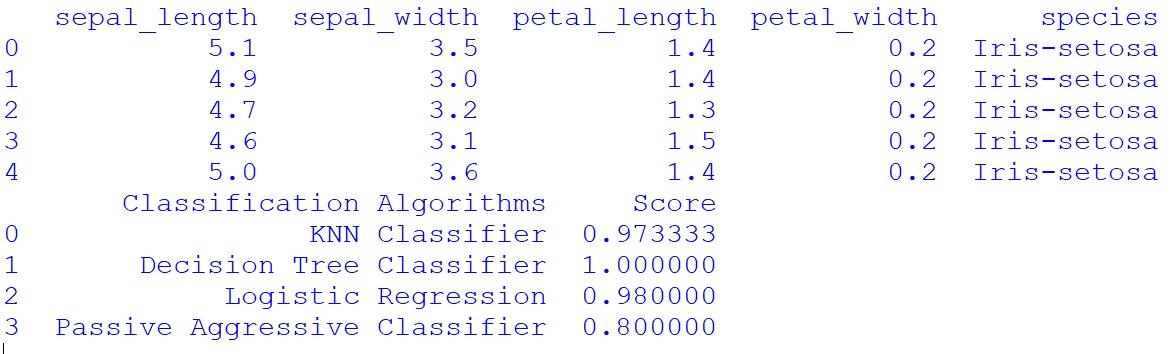 sepal_length sepal_width petal_length petal_width species
0 5.1 3.5 1.4 0.2 Iris-setosa
1 4.9 3.0 1.4 0.2 Iris-setosa
2 4.7 3.2 1.3 0.2 Iris-setosa
3 4.6 3.1 1.5 0.2 Iris-setosa
4 5.0 3.6 1.4 0.2 Iris-setosa
Classification Algorithms Score
0 KNN Classifier 0.973333
1 Decision Tree Classifier 1.000000
2 Logistic Regression 0.980000
3 Passive Aggressive Classifier 0.800000